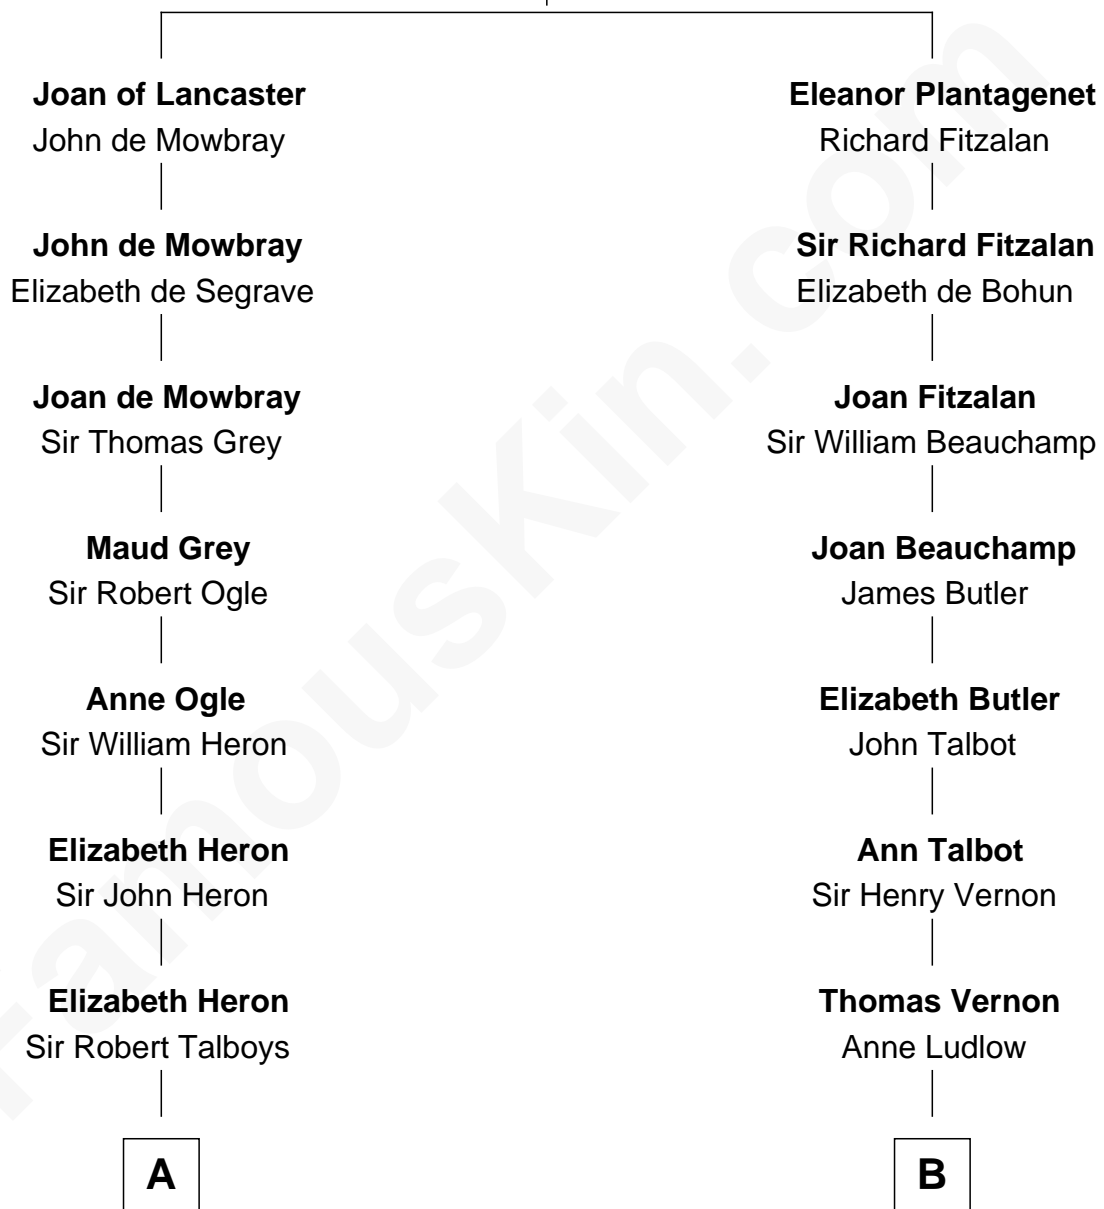 Joan of Lancaster
John de Mowbray
John de Mowbray
Elizabeth de Segrave
Joan de Mowbray
Sir Thomas Grey
Maud Grey
Sir Robert Ogle
Anne Ogle
Sir William Heron
Elizabeth Heron
Sir John Heron
Elizabeth Heron
Sir Robert Talboys
A
Eleanor Plantagenet
Richard Fitzalan
Sir Richard Fitzalan
Elizabeth de Bohun
Joan Fitzalan
Sir William Beauchamp
Joan Beauchamp
James Butler
Elizabeth Butler
John Talbot
Ann Talbot
Sir Henry Vernon
Thomas Vernon
Anne Ludlow
B
FamousKin.com